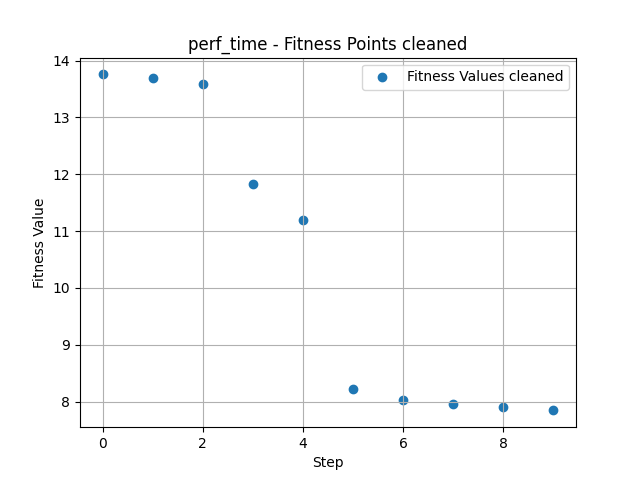 perf_time - Fitness Points cleaned
Fitness Values cleaned
14
13
12
11
10
9
8
Fitness Value
0 2 4 6 8
Step